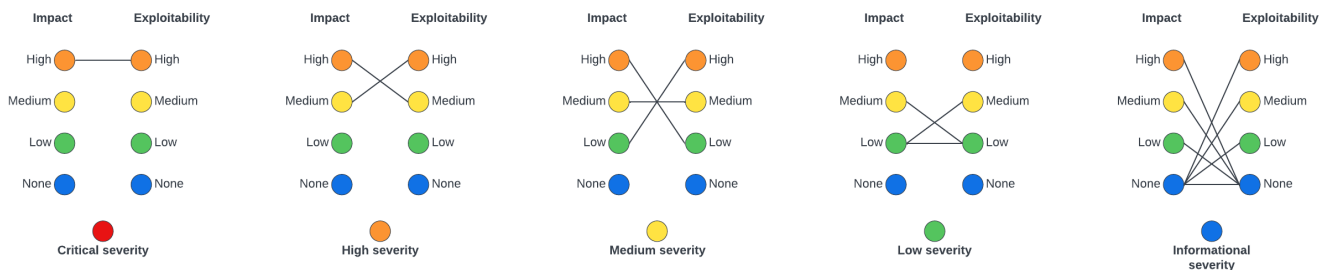 Impact Exploitability
High High
Medium Medium
Low Low
None None
Critical severity
Impact Exploitability
High High
Medium Medium
Low Low
None None
High severity
Impact Exploitability
High High
Medium Medium
Low Low
None None
Medium severity
Impact Exploitability
High High
Medium Medium
Low Low
None None
Low severity
Impact Exploitability
High High
Medium Medium
Low Low
None None
Informational
severity